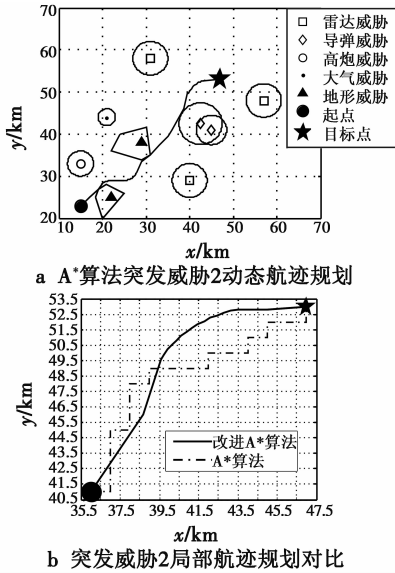 70
60
50
40
30
20
y/km
10 20 30 40 50 60 70
x/km
雷达威胁
导弹威胁
高炮威胁
大气威胁
地形威胁
起点
目标点
a A*算法突发威胁2动态航迹规划
53.5
52.5
51.5
50.5
49.5
48.5
47.5
46.5
45.5
44.5
43.5
42.5
41.5
40.5
y/km
改进A*算法
A*算法
35.5 37.5 39.5 41.5 43.5 45.5 47.5
x/km
b 突发威胁2局部航迹规划对比